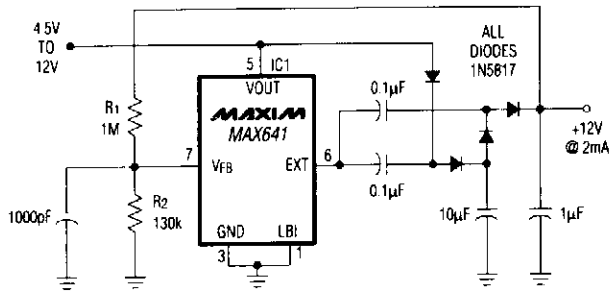 4.5V
TO
12V
5 IC1
VOUT
MAXIM
MAX641
R1
1M
7
VFB
EXT
6
R2
130k
1000pF
GND
LBI
3
1
0.1µF
0.1µF
ALL
DIODES
1N5817
+12V
@ 2mA
10µF
1µF